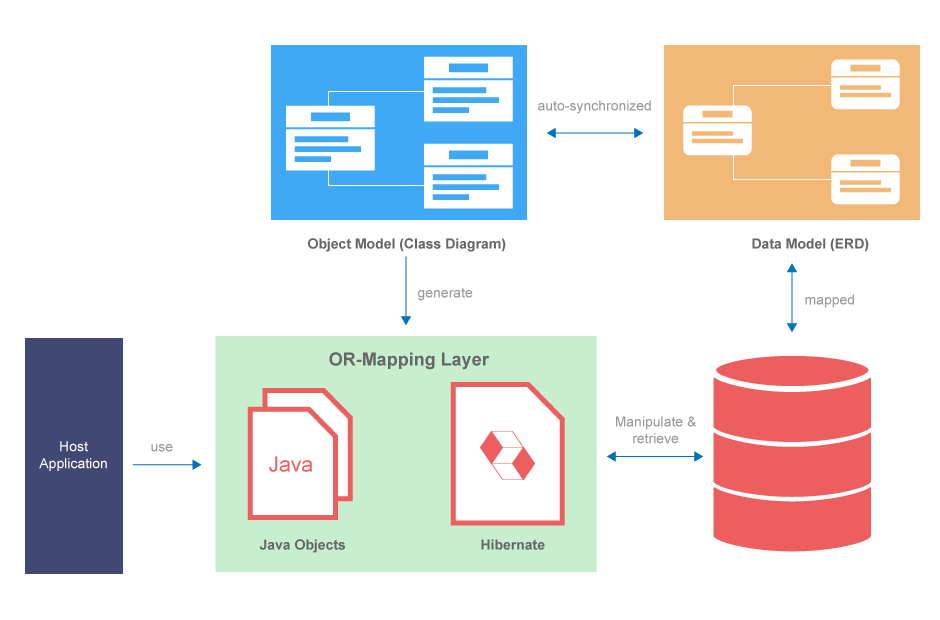 auto-synchronized
Object Model (Class Diagram)
Data Model (ERD)
generate
mapped
OR-Mapping Layer
Host
Application
use
Java
Java Objects
Hibernate
Manipulate &
retrieve